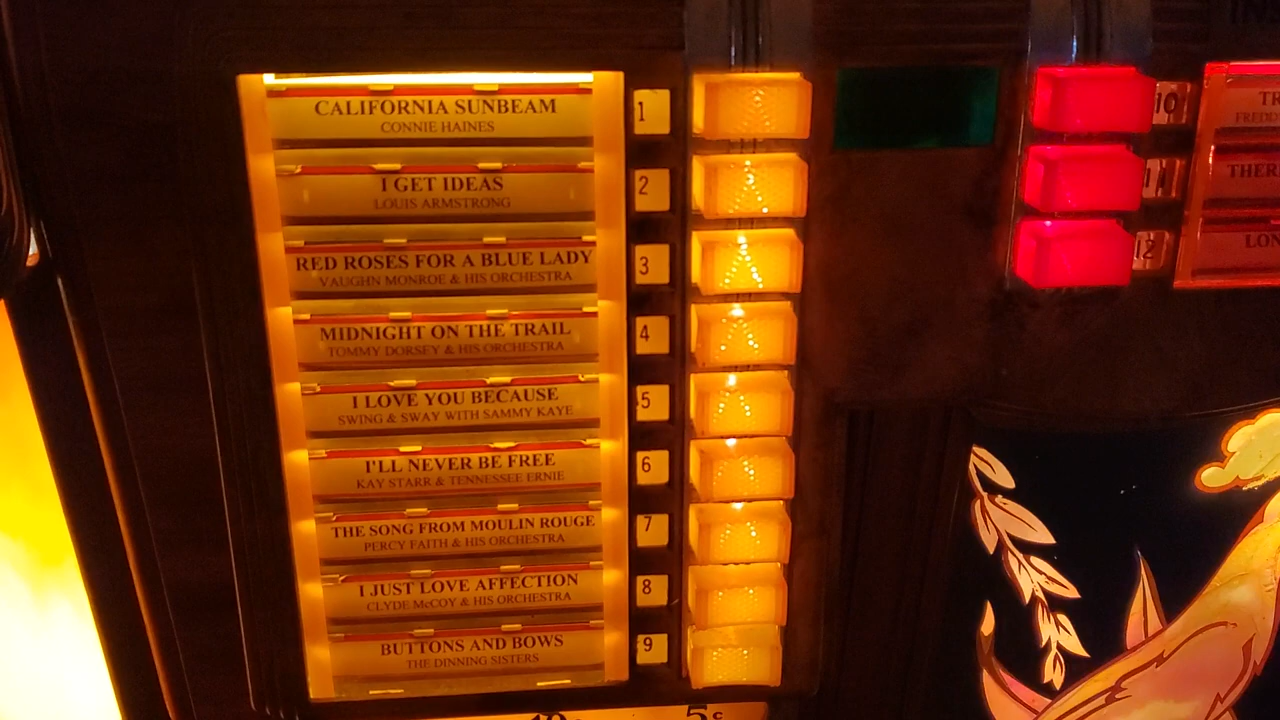 CALIFORNIA SUNBEAM
CONNIE HAINES
1
I GET IDEAS
LOUIS ARMSTRONG
2
RED ROSES FOR A BLUE LADY
VAUGHN MONROE & HIS ORCHESTRA
3
MIDNIGHT ON THE TRAIL
TOMMY DORSEY & HIS ORCHESTRA
4
I LOVE YOU BECAUSE
SWING & SWAY WITH SAMMY KAYE
5
I'LL NEVER BE FREE
KAY STARR & TENNESSEE ERNIE
6
THE SONG FROM MOULIN ROUGE
PERCY FAITH & HIS ORCHESTRA
7
I JUST LOVE AFFECTION
CLYDE McCOY & HIS ORCHESTRA
8
BUTTONS AND BOWS
THE DINNING SISTERS
9
5¢
10
11
12